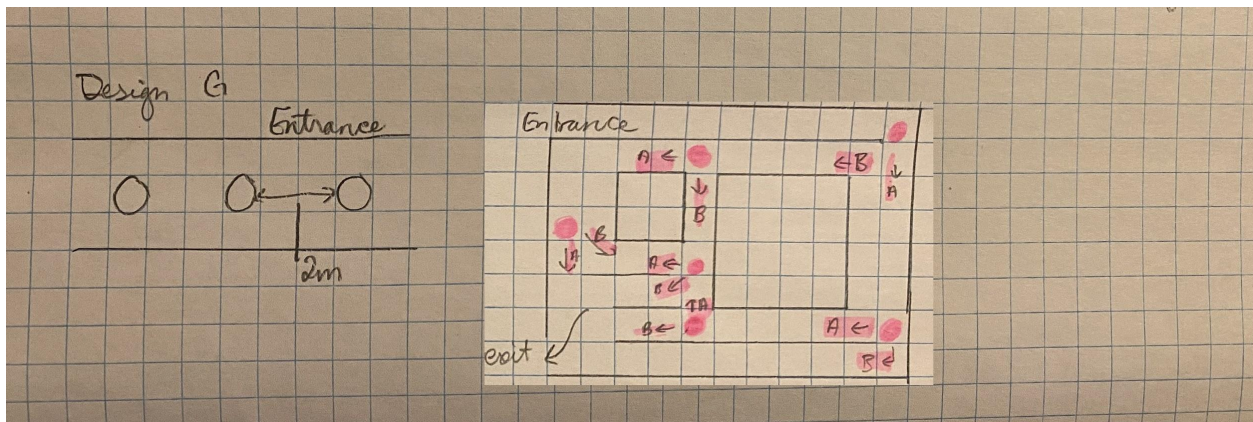 Design G
Entrance
2m
Entrance
A ←
← B
↓
B
↓
A
B
↓ A
A ←
B ↙
↑ A
B ←
A ←
B ↙
exit